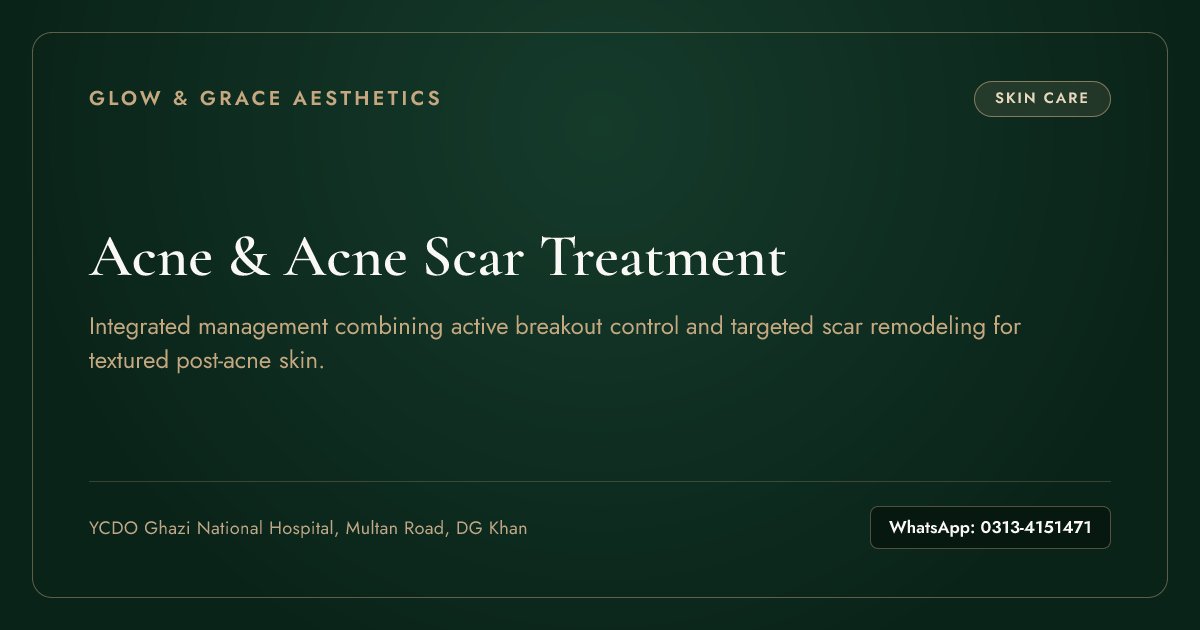 GLOW & GRACE AESTHETICS
SKIN CARE
Acne & Acne Scar Treatment
Integrated management combining active breakout control and targeted scar remodeling for
textured post-acne skin.
YCDO Ghazi National Hospital, Multan Road, DG Khan
WhatsApp: 0313-4151471